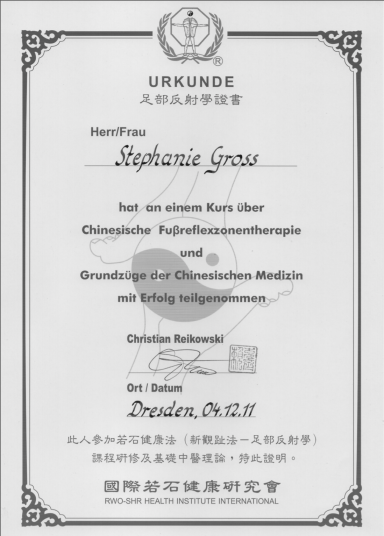 URKUNDE
足部反射學證書
Herr/Frau
Stephanie Gross
hat an einem Kurs über
Chinesische Fußreflexzonentherapie
und
Grundzüge der Chinesischen Medizin
mit Erfolg teilgenommen
Christian Reikowski
Ort / Datum
Dresden, 04.12.11
此人參加若石健康法（新觀趾法－足部反射學）
課程研修及基礎中醫理論，特此證明。
國際若石健康研究會
RWO-SHR HEALTH INSTITUTE INTERNATIONAL